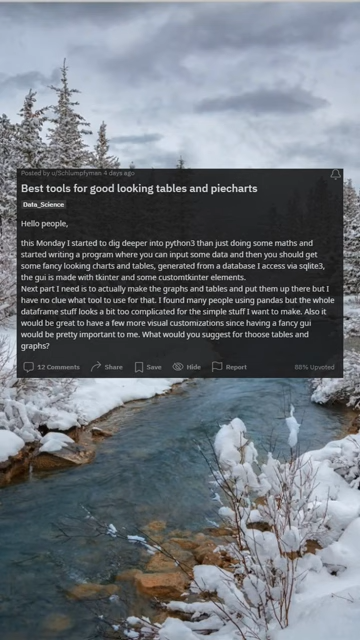 Posted by u/Schlumpfyman 4 days ago
Best tools for good looking tables and piecharts
Data_Science
Hello people,
this Monday I started to dig deeper into python3 than just doing some maths and
started writing a program where you can input some data and then you should get
some fancy looking charts and tables, generated from a database I access via sqlite3,
the gui is made with tkinter and some customtkinter elements.
Next part I need is to actually make the graphs and tables and put them up there but I
have no clue what tool to use for that. I found many people using pandas but the whole
dataframe stuff looks a bit too complicated for the simple stuff I want to make. Also it
would be great to have a few more visual customizations since having a fancy gui
would be pretty important to me. What would you suggest for thoose tables and
graphs?
12 Comments Share Save Hide Report 88% Upvoted